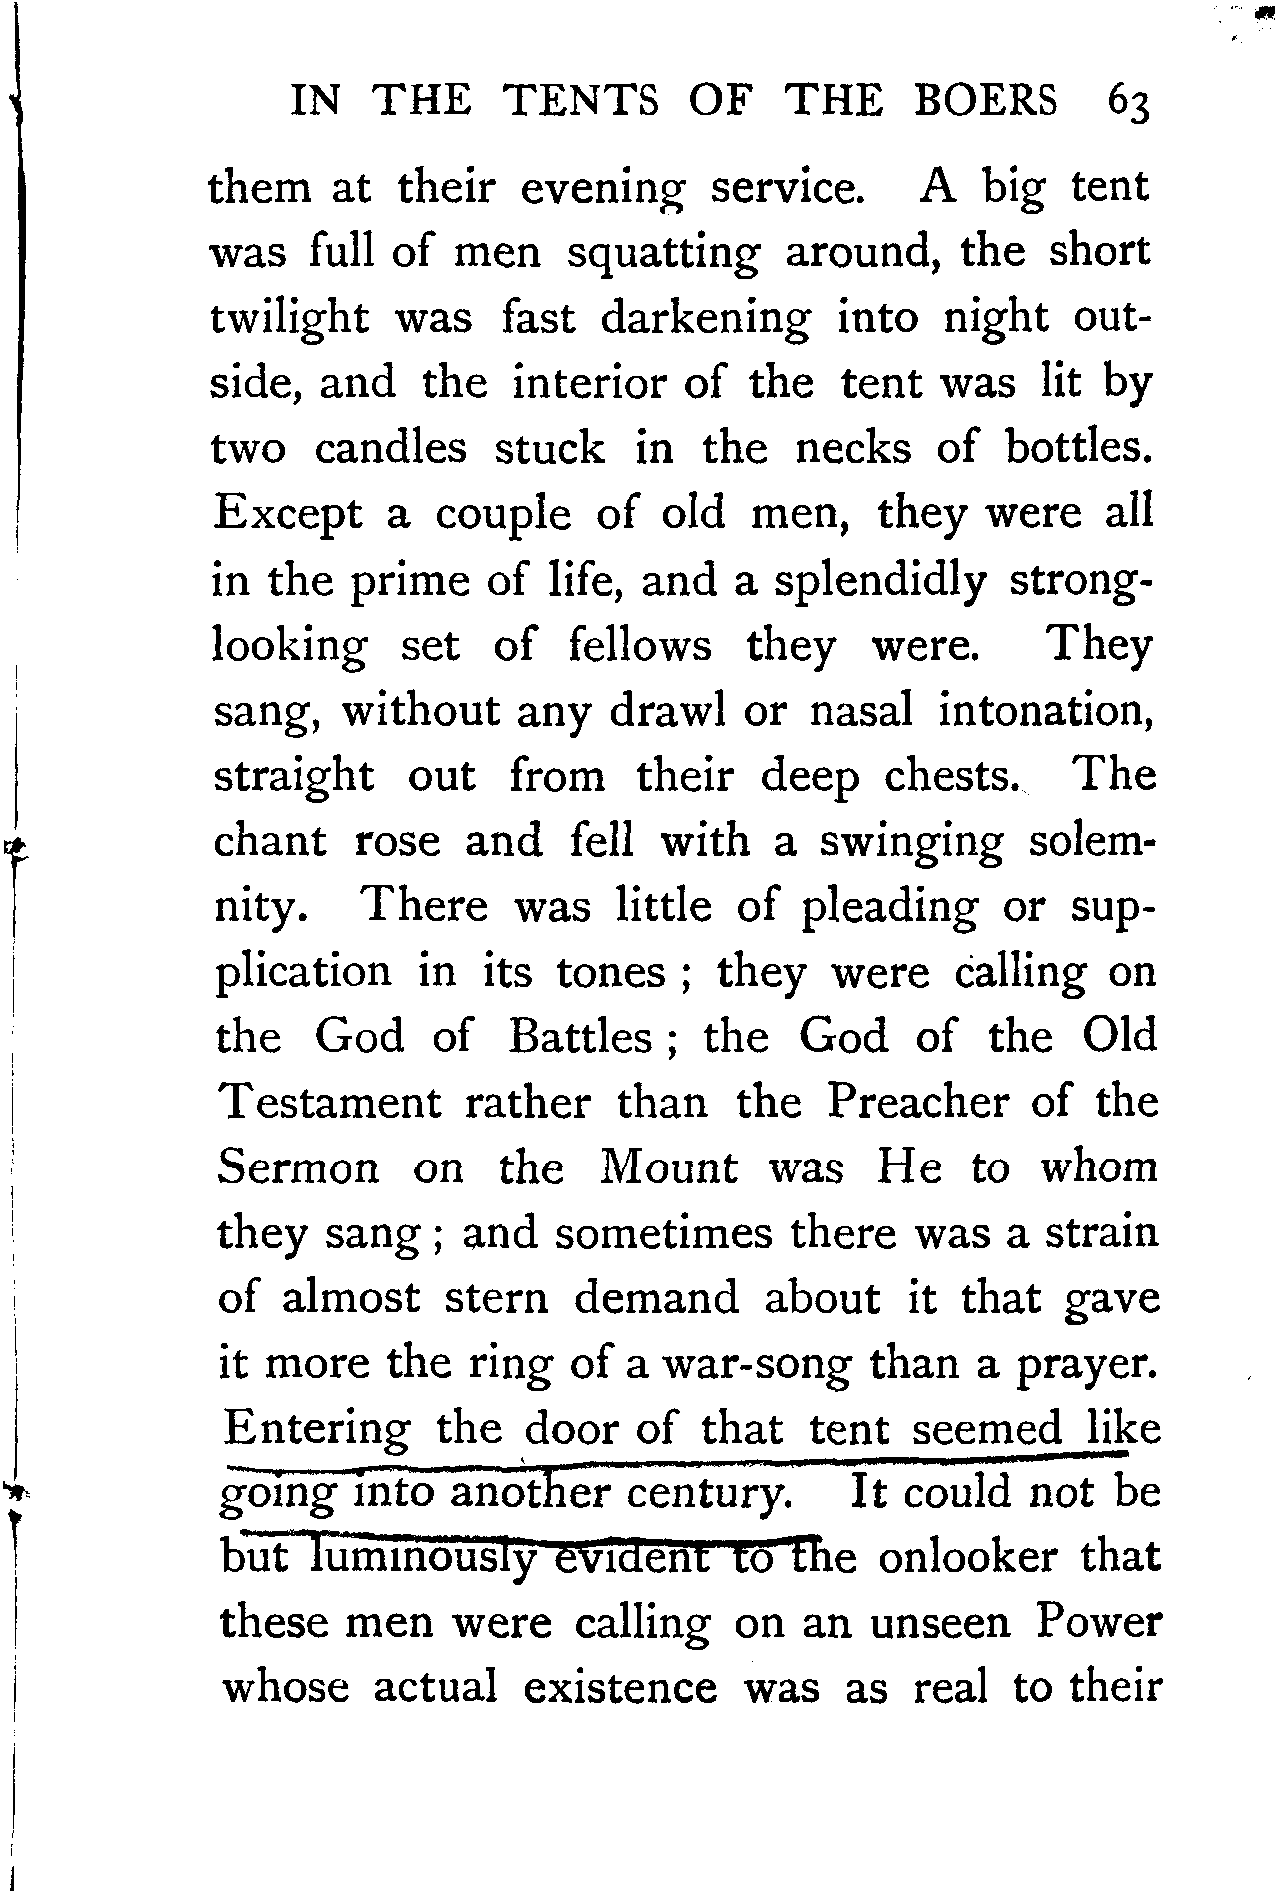 IN THE TENTS OF THE BOERS 63
them at their evening service. A big tent
was full of men squatting around, the short
twilight was fast darkening into night out-
side, and the interior of the tent was lit by
two candles stuck in the necks of bottles.
Except a couple of old men, they were all
in the prime of life, and a splendidly strong-
looking set of fellows they were. They
sang, without any drawl or nasal intonation,
straight out from their deep chests. The
chant rose and fell with a swinging solem-
nity. There was little of pleading or sup-
plication in its tones ; they were calling on
the God of Battles ; the God of the Old
Testament rather than the Preacher of the
Sermon on the Mount was He to whom
they sang ; and sometimes there was a strain
of almost stern demand about it that gave
it more the ring of a war-song than a prayer.
Entering the door of that tent seemed like
going into another century. It could not be
but luminously evident to the onlooker that
these men were calling on an unseen Power
whose actual existence was as real to their